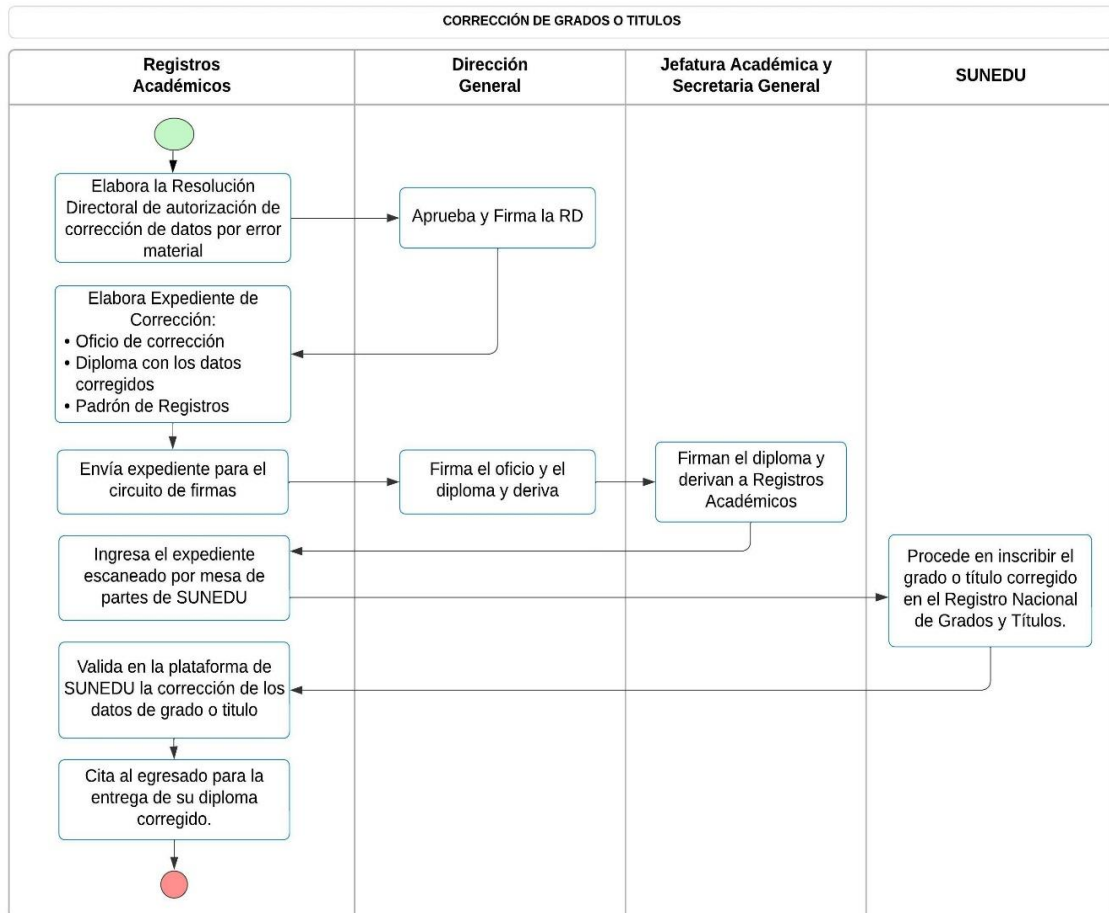 CORRECCIÓN DE GRADOS O TITULOS
Registros
Académicos
Dirección
General
Jefatura Académica y
Secretaria General
SUNEDU
Elabora la Resolución
Directoral de autorización de
corrección de datos por error
material
Aprueba y Firma la RD
Elabora Expediente de
Corrección:
• Oficio de corrección
• Diploma con los datos
corregidos
• Padrón de Registros
Envía expediente para el
circuito de firmas
Firma el oficio y el
diploma y deriva
Firman el diploma y
derivan a Registros
Académicos
Ingresa el expediente
escaneado por mesa de
partes de SUNEDU
Procede en inscribir el
grado o título corregido
en el Registro Nacional
de Grados y Títulos.
Valida en la plataforma de
SUNEDU la corrección de los
datos de grado o titulo
Cita al egresado para la
entrega de su diploma
corregido.